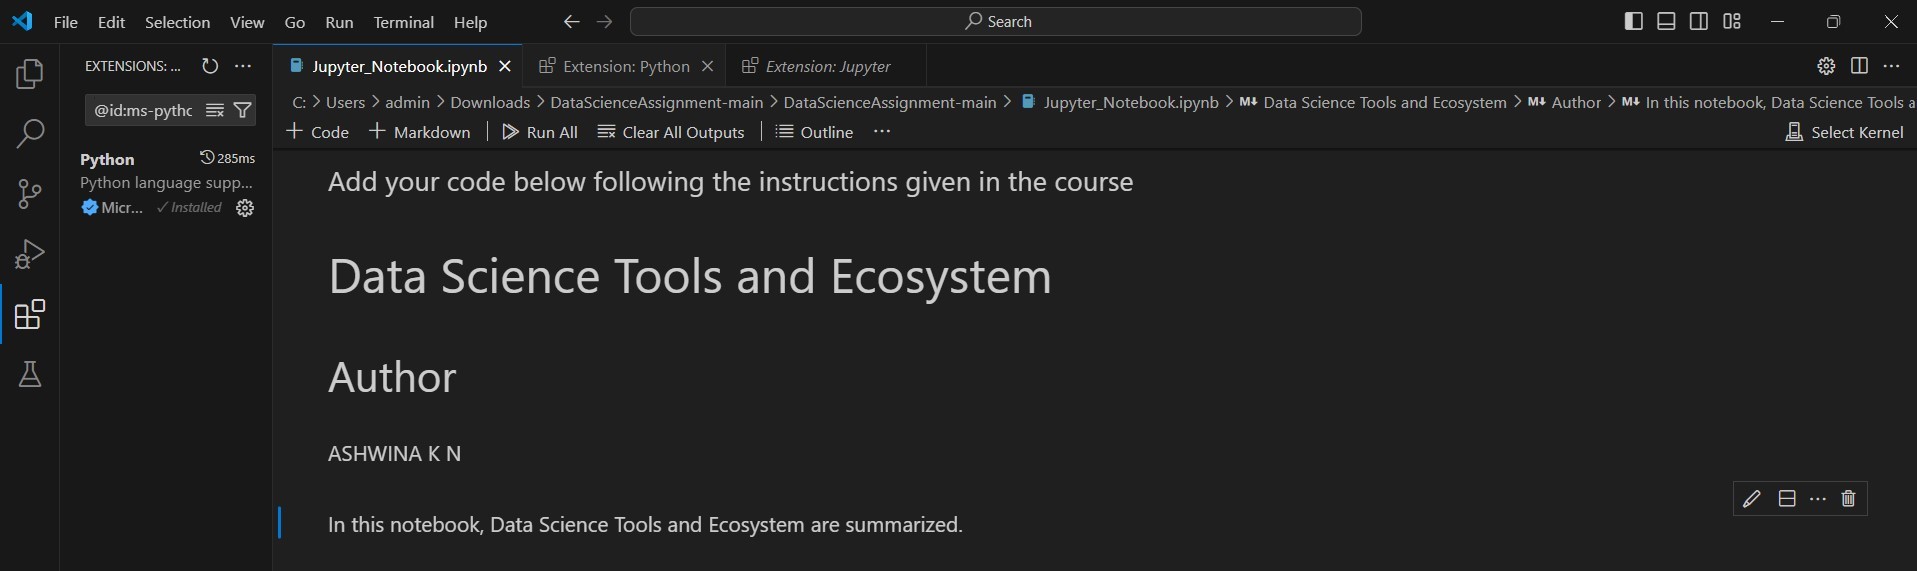 File Edit Selection View Go Run Terminal Help Search
EXTENSIONS: ... Jupyter_Notebook.ipynb Extension: Python Extension: Jupyter
@id:ms-pythc C: > Users > admin > Downloads > DataScienceAssignment-main > DataScienceAssignment-main > Jupyter_Notebook.ipynb > M↓ Data Science Tools and Ecosystem > M↓ Author > M↓ In this notebook, Data Science Tools a
+ Code + Markdown Run All Clear All Outputs Outline ... Select Kernel
Python 285ms
Python language supp...
Micr... ✓ Installed
Add your code below following the instructions given in the course
Data Science Tools and Ecosystem
Author
ASHWINA K N
In this notebook, Data Science Tools and Ecosystem are summarized.